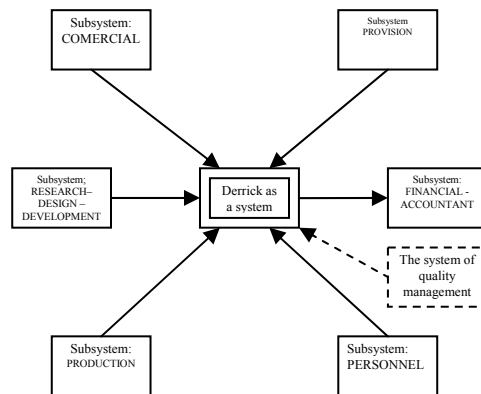 Subsystem:
COMERCIAL
Subsystem
PROVISION
Subsystem;
RESEARCH–
DESIGN –
DEVELOPMENT
Derrick as
a system
Subsystem:
FINANCIAL -
ACCOUNTANT
The system of
quality
management
Subsystem:
PRODUCTION
Subsystem:
PERSONNEL